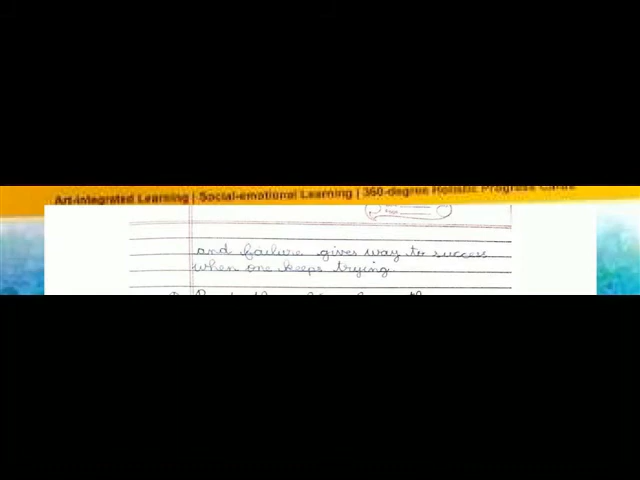 Art-integrated Learning | Social-emotional Learning | 360-degree Holistic Progress Cards
and failure gives way to success
when one keeps trying.